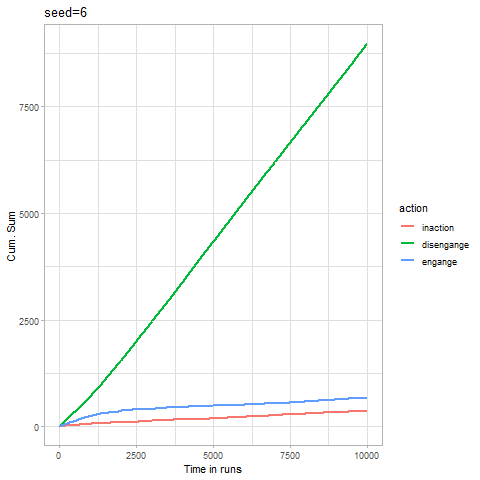 seed=6
7500
5000
2500
0
Cum. Sum
0
2500
5000
7500
10000
Time in runs
action
inaction
disengange
engange